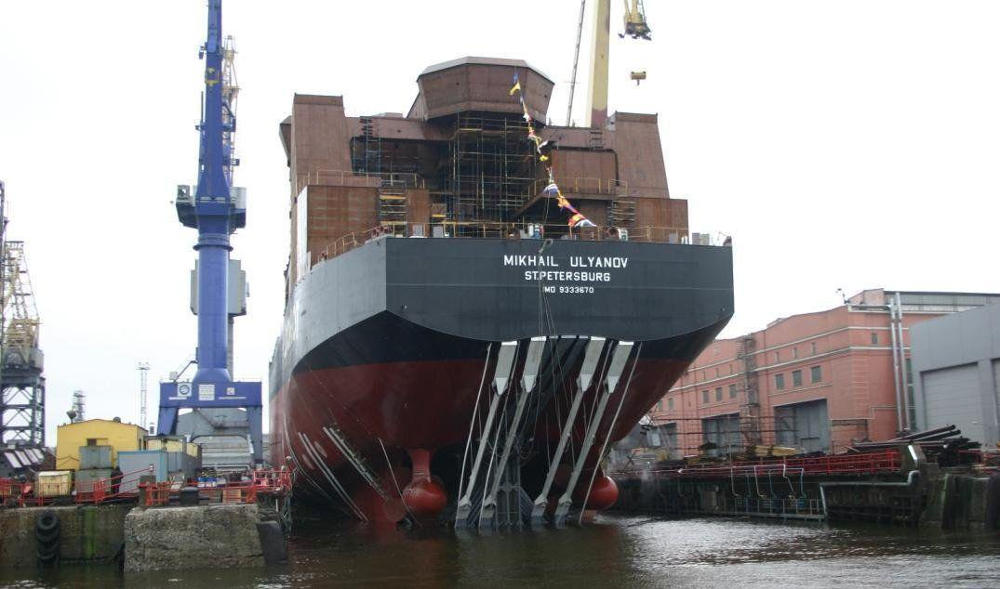 MIKHAIL ULYANOV
ST.PETERSBURG
IMO 9333670